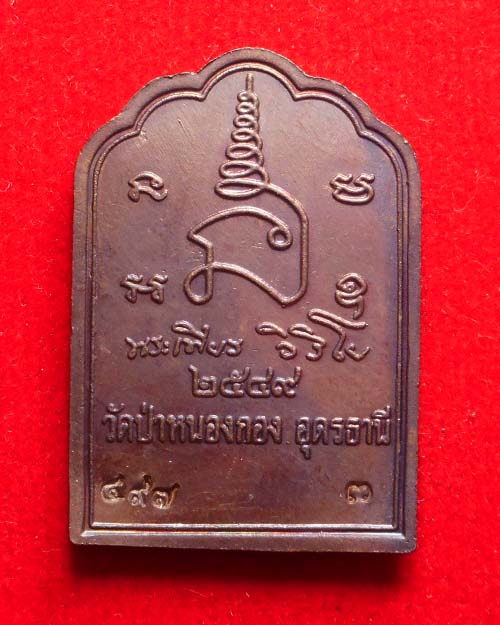 พระเพียร วิริโย
๒๕๔๙
วัดป่าหนองกอง อุดรธานี
๔๙๗ ๓